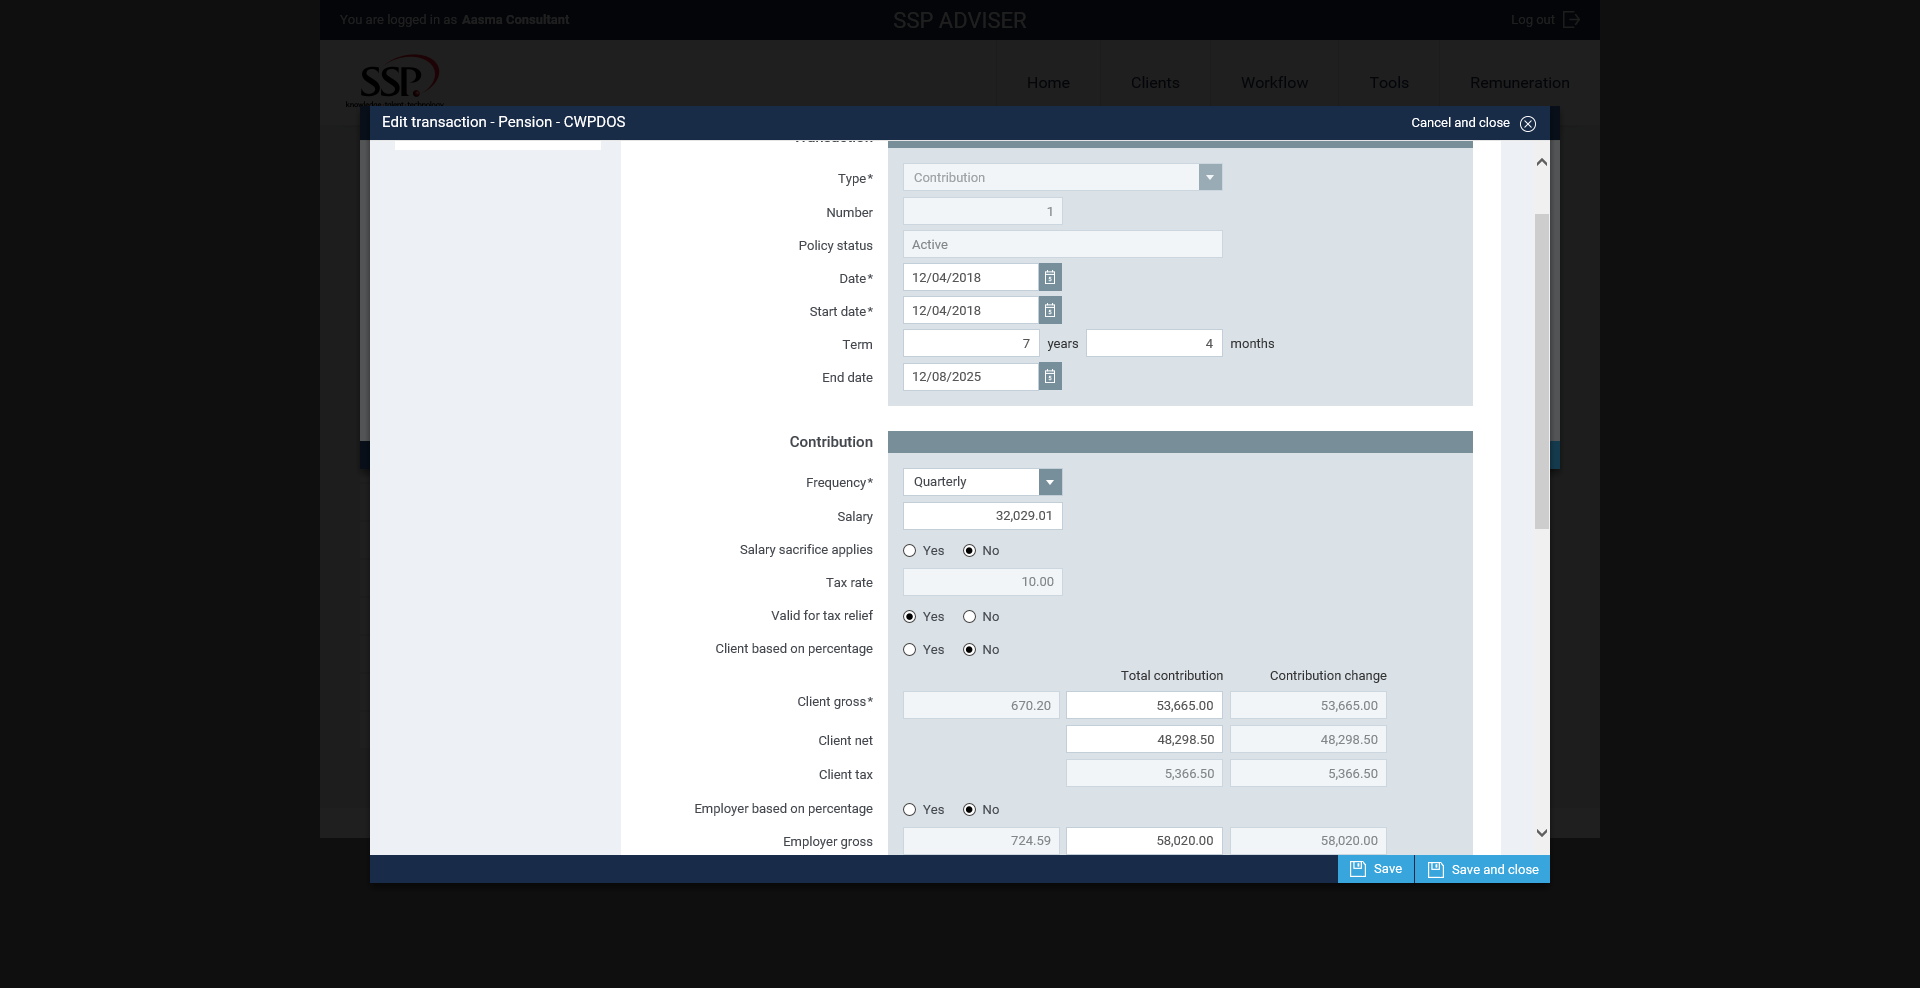 You are logged in as Aasma Consultant
SSP ADVISER
Log out
SSP
knowledge. talent. technology
Home
Clients
Workflow
Tools
Remuneration
Edit transaction - Pension - CWPDOS
Cancel and close
Type* Contribution
Number 1
Policy status Active
Date* 12/04/2018
Start date* 12/04/2018
Term 7 years 4 months
End date 12/08/2025
Contribution
Frequency* Quarterly
Salary 32,029.01
Salary sacrifice applies Yes No
Tax rate 10.00
Valid for tax relief Yes No
Client based on percentage Yes No
Total contribution Contribution change
Client gross* 670.20 53,665.00 53,665.00
Client net 48,298.50 48,298.50
Client tax 5,366.50 5,366.50
Employer based on percentage Yes No
Employer gross 724.59 58,020.00 58,020.00
Save
Save and close